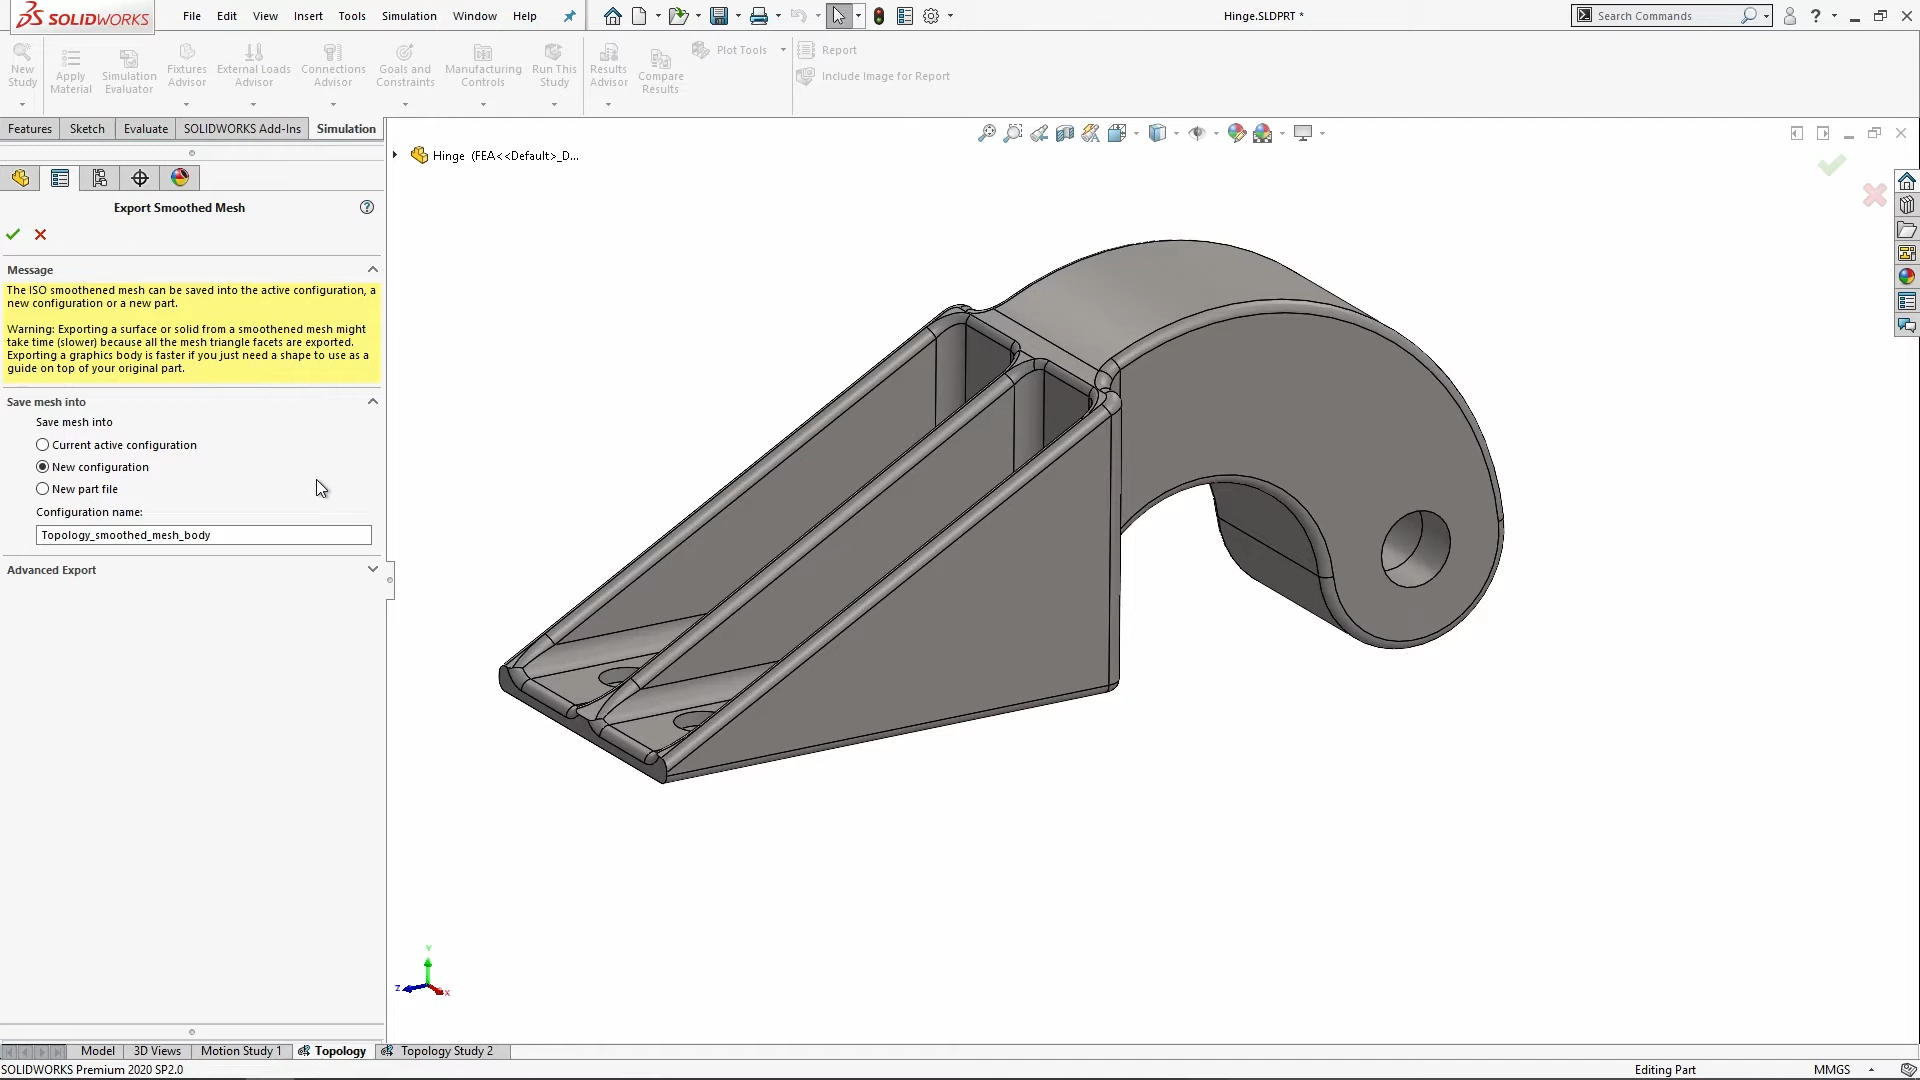 SOLIDWORKS
File Edit View Insert Tools Simulation Window Help
Hinge.SLDPRT *
Search Commands
New Study
Apply Material
Simulation Evaluator
Fixtures Advisor
External Loads Advisor
Connections Advisor
Goals and Constraints
Manufacturing Controls
Run This Study
Results Advisor
Compare Results
Plot Tools
Report
Include Image for Report
Features Sketch Evaluate SOLIDWORKS Add-Ins Simulation
Hinge (FEA<<Default>_D...
Export Smoothed Mesh
Message
The ISO smoothened mesh can be saved into the active configuration, a
new configuration or a new part.
Warning: Exporting a surface or solid from a smoothened mesh might
take time (slower) because all the mesh triangle facets are exported.
Exporting a graphics body is faster if you just need a shape to use as a
guide on top of your original part.
Save mesh into
Save mesh into
Current active configuration
New configuration
New part file
Configuration name:
Topology_smoothed_mesh_body
Advanced Export
Y
Z
X
Model 3D Views Motion Study 1 Topology Topology Study 2
SOLIDWORKS Premium 2020 SP2.0
Editing Part
MMGS